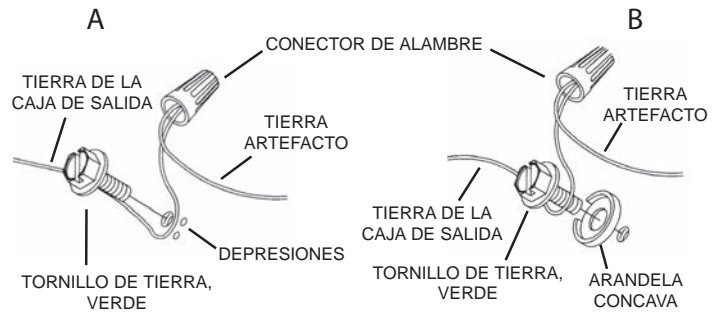 A
B
CONECTOR DE ALAMBRE
TIERRA DE LA
CAJA DE SALIDA
TIERRA
ARTEFACTO
TIERRA
ARTEFACTO
DEPRESIONES
TORNILLO DE TIERRA,
VERDE
TIERRA DE LA
CAJA DE SALIDA
TORNILLO DE TIERRA,
VERDE
ARANDELA
CONCAVA